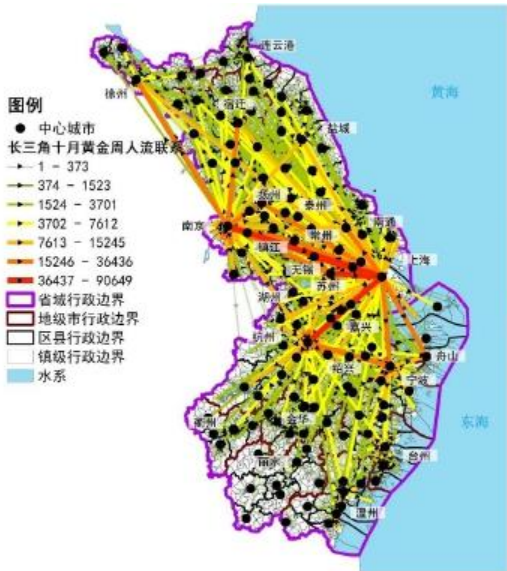 连云港
徐州
宿迁
黄海
图例
中心城市
盐城
长三角十月黄金周人流联系
1 - 373
374 - 1523
1524 - 3701
3702 - 7612
7613 - 15245
15246 - 36436
36437 - 90649
省域行政边界
地级市行政边界
区县行政边界
镇级行政边界
水系
扬州
泰州
南京
南通
镇江
常州
无锡
上海
苏州
湖州
嘉兴
杭州
绍兴
舟山
宁波
衢州
金华
东海
台州
丽水
温州